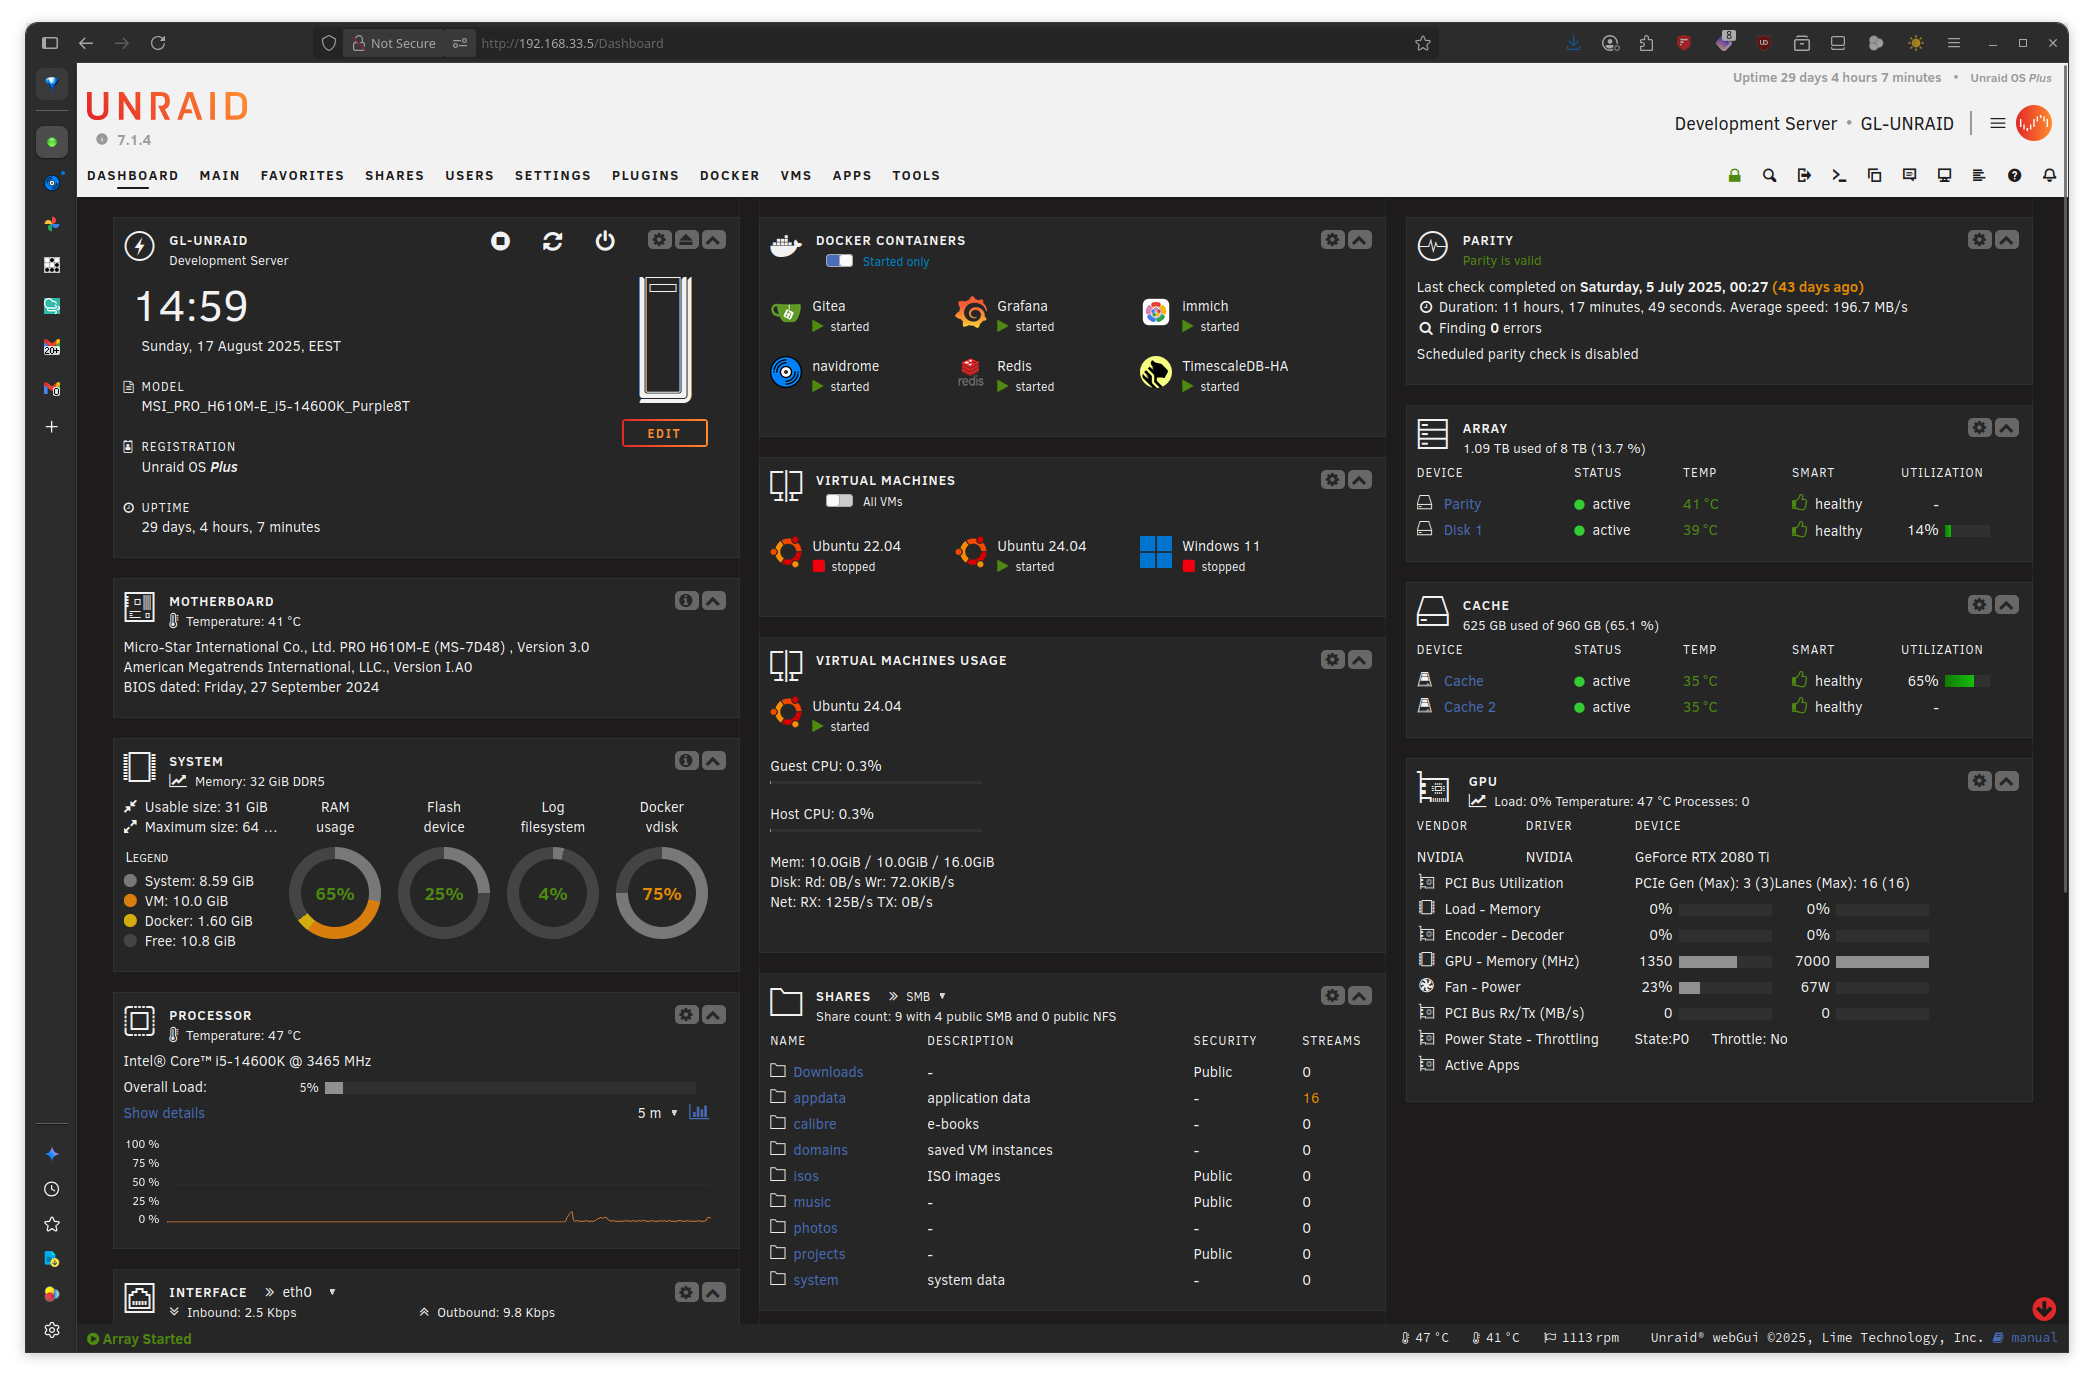 Not Secure
http://192.168.33.5/Dashboard
8
UNRAID
7.1.4
Uptime 29 days 4 hours 7 minutes • Unraid OS Plus
Development Server • GL-UNRAID
DASHBOARD MAIN FAVORITES SHARES USERS SETTINGS PLUGINS DOCKER VMS APPS TOOLS
20+
GL-UNRAID
Development Server
14:59
Sunday, 17 August 2025, EEST
MODEL
MSI_PRO_H610M-E_i5-14600K_Purple8T
EDIT
REGISTRATION
Unraid OS Plus
UPTIME
29 days, 4 hours, 7 minutes
MOTHERBOARD
Temperature: 41 °C
Micro-Star International Co., Ltd. PRO H610M-E (MS-7D48) , Version 3.0
American Megatrends International, LLC., Version I.A0
BIOS dated: Friday, 27 September 2024
SYSTEM
Memory: 32 GiB DDR5
Usable size: 31 GiB
Maximum size: 64 ...
RAM usage
Flash device
Log filesystem
Docker vdisk
LEGEND
System: 8.59 GiB
VM: 10.0 GiB
Docker: 1.60 GiB
Free: 10.8 GiB
65% 25% 4% 75%
PROCESSOR
Temperature: 47 °C
Intel® Core™ i5-14600K @ 3465 MHz
Overall Load: 5%
Show details 5 m
100 %
75 %
50 %
25 %
0 %
INTERFACE eth0
Inbound: 2.5 Kbps Outbound: 9.8 Kbps
DOCKER CONTAINERS
Started only
Gitea
started
Grafana
started
immich
started
navidrome
started
redis
Redis
started
TimescaleDB-HA
started
VIRTUAL MACHINES
All VMs
Ubuntu 22.04
stopped
Ubuntu 24.04
started
Windows 11
stopped
VIRTUAL MACHINES USAGE
Ubuntu 24.04
started
Guest CPU: 0.3%
Host CPU: 0.3%
Mem: 10.0GiB / 10.0GiB / 16.0GiB
Disk: Rd: 0B/s Wr: 72.0KiB/s
Net: RX: 125B/s TX: 0B/s
SHARES SMB
Share count: 9 with 4 public SMB and 0 public NFS
NAME DESCRIPTION SECURITY STREAMS
Downloads - Public 0
appdata application data - 16
calibre e-books - 0
domains saved VM instances - 0
isos ISO images Public 0
music - Public 0
photos - - 0
projects - Public 0
system system data - 0
PARITY
Parity is valid
Last check completed on Saturday, 5 July 2025, 00:27 (43 days ago)
Duration: 11 hours, 17 minutes, 49 seconds. Average speed: 196.7 MB/s
Finding 0 errors
Scheduled parity check is disabled
ARRAY
1.09 TB used of 8 TB (13.7 %)
DEVICE STATUS TEMP SMART UTILIZATION
Parity active 41 °C healthy -
Disk 1 active 39 °C healthy 14%
CACHE
625 GB used of 960 GB (65.1 %)
DEVICE STATUS TEMP SMART UTILIZATION
Cache active 35 °C healthy 65%
Cache 2 active 35 °C healthy -
GPU
Load: 0% Temperature: 47 °C Processes: 0
VENDOR DRIVER DEVICE
NVIDIA NVIDIA GeForce RTX 2080 Ti
PCI Bus Utilization PCIe Gen (Max): 3 (3)Lanes (Max): 16 (16)
Load - Memory 0% 0%
Encoder - Decoder 0% 0%
GPU - Memory (MHz) 1350 7000
Fan - Power 23% 67W
PCI Bus Rx/Tx (MB/s) 0 0
Power State - Throttling State:P0 Throttle: No
Active Apps
Array Started
47 °C 41 °C 1113 rpm Unraid® webGui ©2025, Lime Technology, Inc. manual